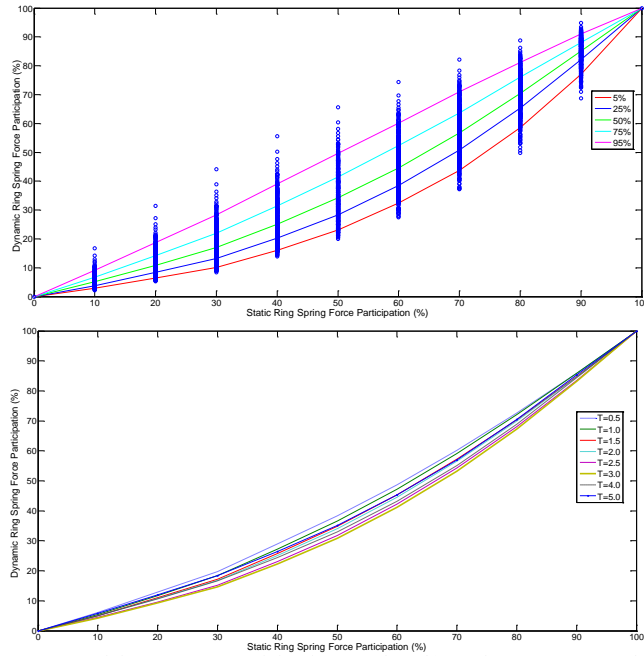 100
90
80
70
60
50
40
30
20
10
0
Dynamic Ring Spring Force Participation (%)
5%
25%
50%
75%
95%
0 10 20 30 40 50 60 70 80 90 100
Static Ring Spring Force Participation (%)
100
90
80
70
60
50
40
30
20
10
0
Dynamic Ring Spring Force Participation (%)
T=0.5
T=1.0
T=1.5
T=2.0
T=2.5
T=3.0
T=4.0
T=5.0
0 10 20 30 40 50 60 70 80 90 100
Static Ring Spring Force Participation (%)